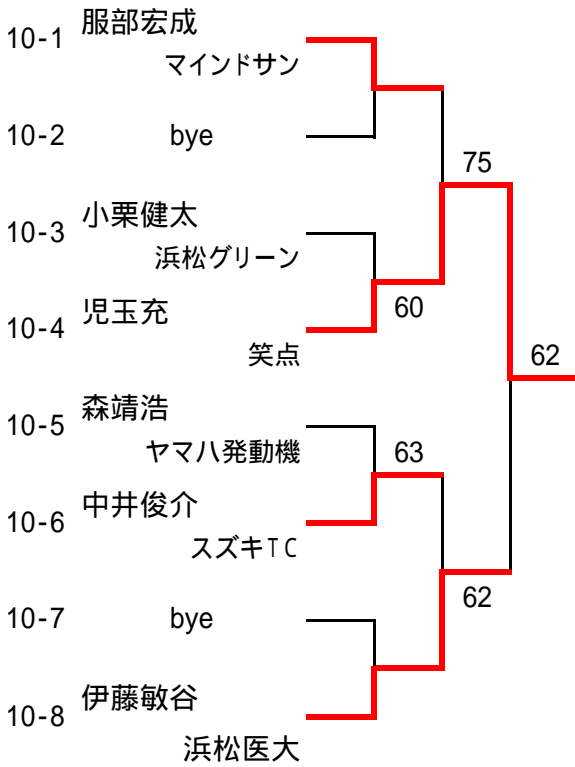 10-1 服部宏成
マインドサン
10-2 bye
75
小栗健太
10-3
浜松グリーン
10-4 児玉充
60
笑点
62
森靖浩
10-5
ヤマハ発動機
63
10-6 中井俊介
スズキTC
62
10-7 bye
10-8 伊藤敏谷
浜松医大